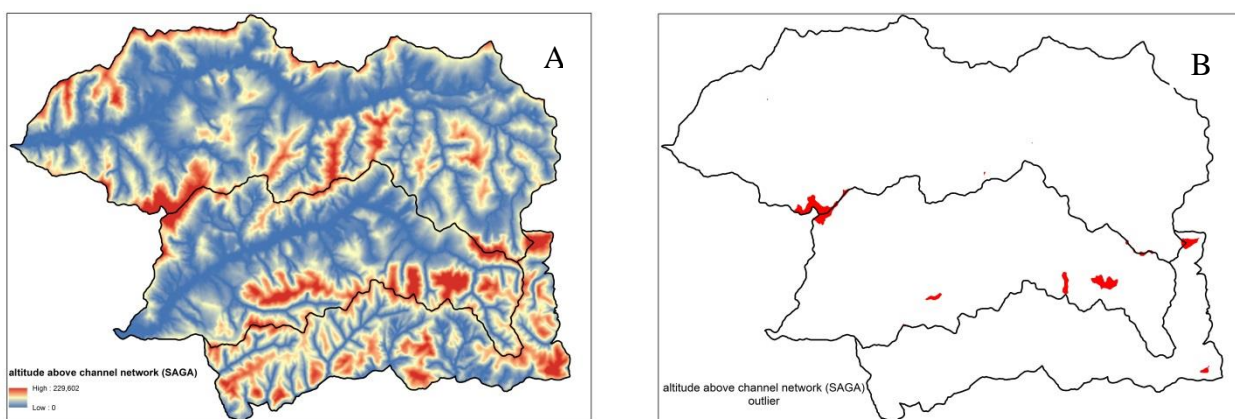 A
altitude above channel network (SAGA)
High : 229,602
Low : 0
B
altitude above channel network (SAGA)
outlier